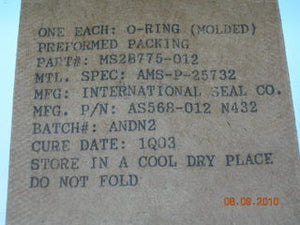 ONE EACH: O-RING (MOLDED)
PREFORMED PACKING
PART#: MS28775-012
MTL. SPEC: AMS-P-25732
MFG: INTERNATIONAL SEAL CO.
MFG. P/N: AS568-012 N432
BATCH#: ANDN2
CURE DATE: 1Q03
STORE IN A COOL DRY PLACE
DO NOT FOLD
08.09.2010